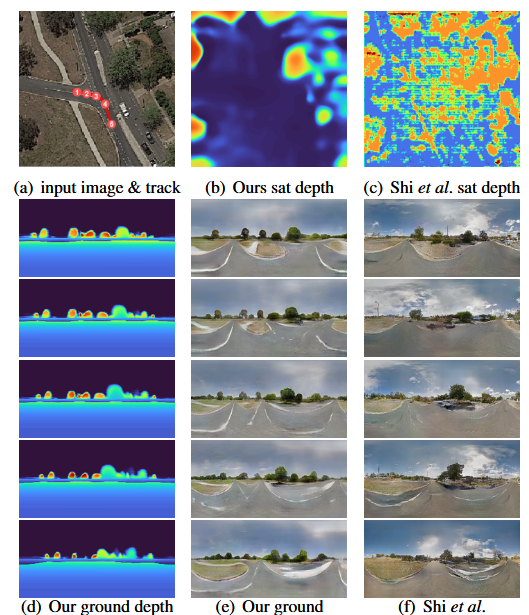 1 2 3 4 5
(a) input image & track (b) Ours sat depth (c) Shi et al. sat depth
(d) Our ground depth (e) Our ground (f) Shi et al.